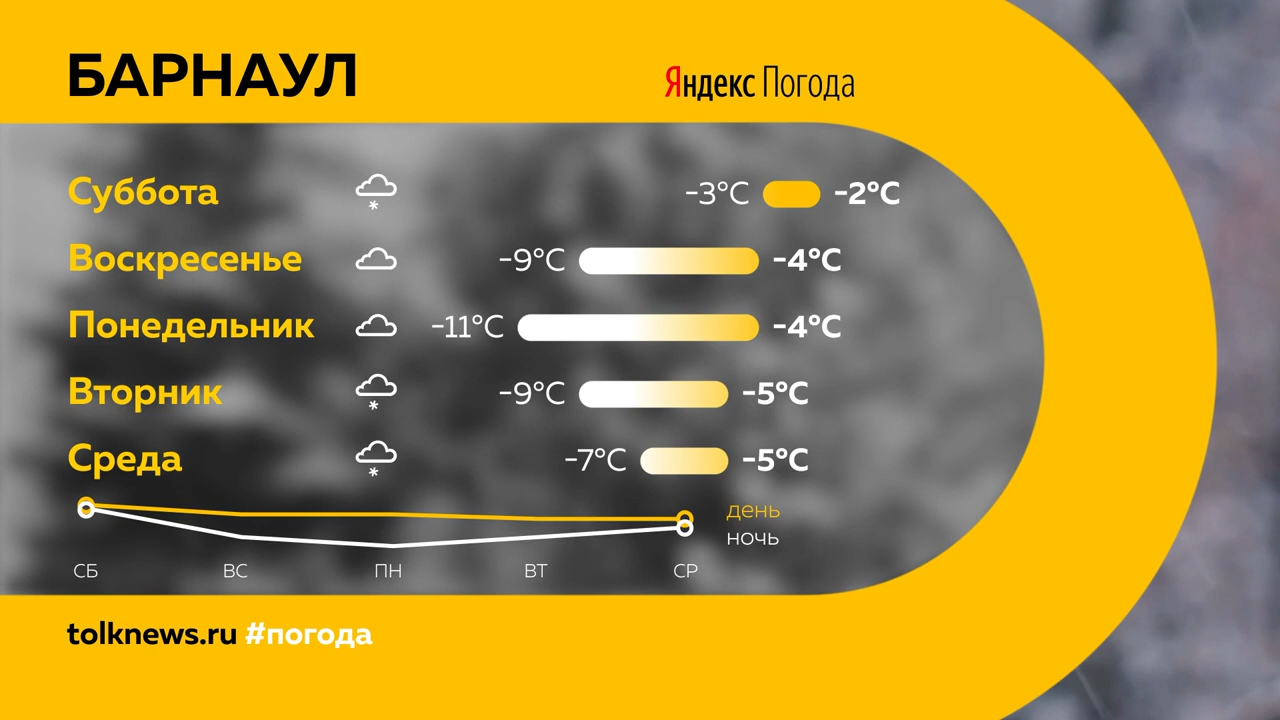 БАРНАУЛ
Яндекс Погода
Суббота -3°C -2°C
Воскресенье -9°C -4°C
Понедельник -11°C -4°C
Вторник -9°C -5°C
Среда -7°C -5°C
день
ночь
СБ ВС ПН ВТ СР
tolknews.ru #погода